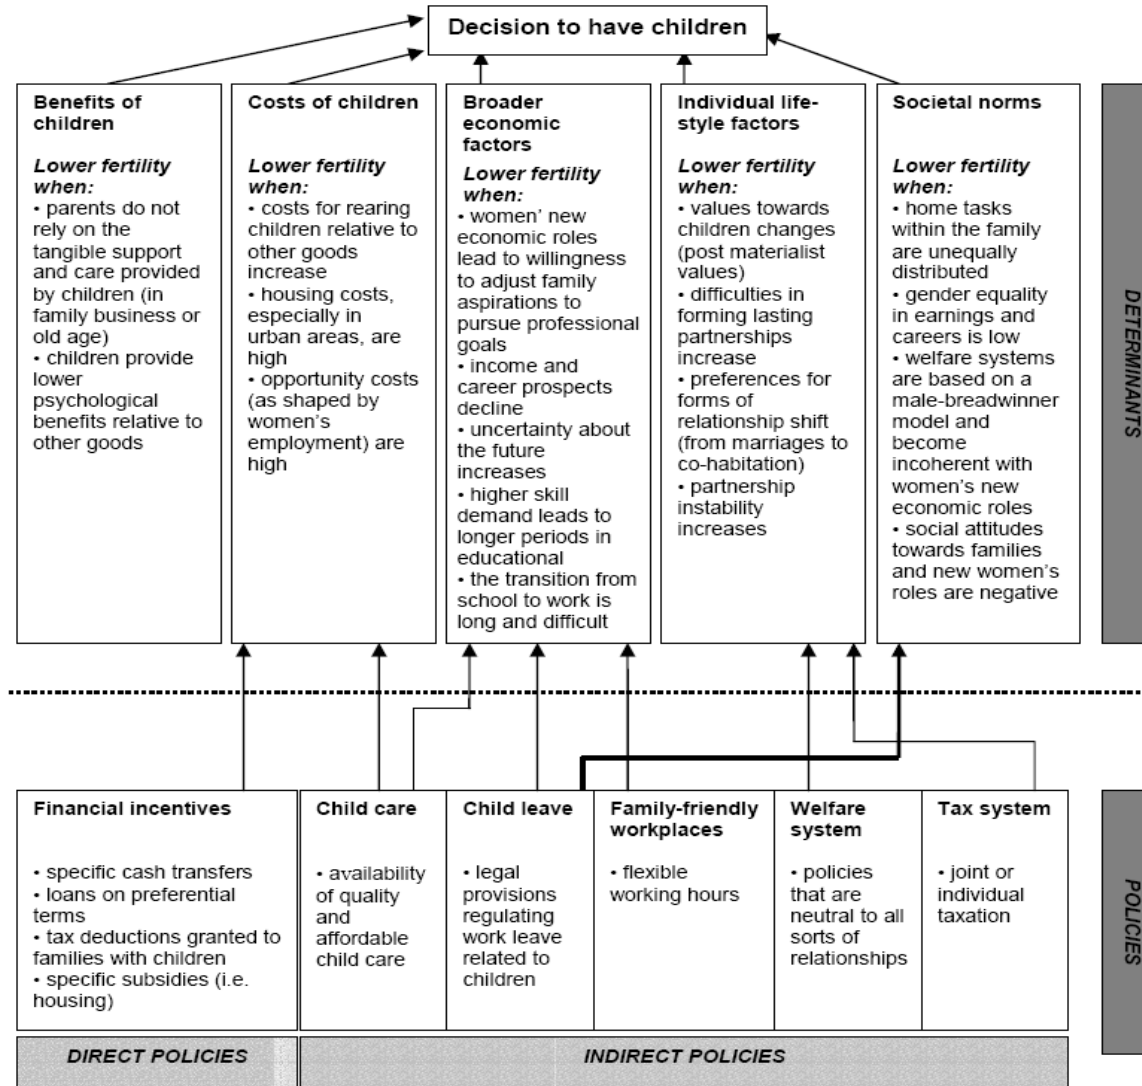 Decision to have children
Benefits of
children
Lower fertility
when:
• parents do not
rely on the
tangible support
and care provided
by children (in
family business or
old age)
• children provide
lower
psychological
benefits relative to
other goods
Costs of children
Lower fertility
when:
• costs for rearing
children relative to
other goods
increase
• housing costs,
especially in
urban areas, are
high
• opportunity costs
(as shaped by
women's
employment) are
high
Broader
economic
factors
Lower fertility
when:
• women' new
economic roles
lead to willingness
to adjust family
aspirations to
pursue professional
goals
• income and
career prospects
decline
• uncertainty about
the future
increases
• higher skill
demand leads to
longer periods in
educational
• the transition from
school to work is
long and difficult
Individual life-
style factors
Lower fertility
when:
• values towards
children changes
(post materialist
values)
• difficulties in
forming lasting
partnerships
increase
• preferences for
forms of
relationship shift
(from marriages to
co-habitation)
• partnership
instability
increases
Societal norms
Lower fertility
when:
• home tasks
within the family
are unequally
distributed
• gender equality
in earnings and
careers is low
• welfare systems
are based on a
male-breadwinner
model and
become
incoherent with
women's new
economic roles
• social attitudes
towards families
and new women's
roles are negative
DETERMINANTS
Financial incentives
• specific cash transfers
• loans on preferential
terms
• tax deductions granted to
families with children
• specific subsidies (i.e.
housing)
Child care
• availability
of quality
and
affordable
child care
Child leave
• legal
provisions
regulating
work leave
related to
children
Family-friendly
workplaces
• flexible
working hours
Welfare
system
• policies
that are
neutral to all
sorts of
relationships
Tax system
• joint or
individual
taxation
POLICIES
DIRECT POLICIES
INDIRECT POLICIES